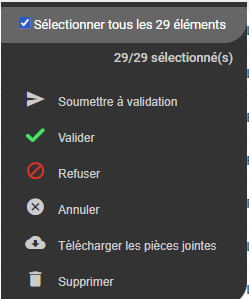 Sélectionner tous les 29 éléments
29/29 sélectionné(s)
Soumettre à validation
Valider
Refuser
Annuler
Télécharger les pièces jointes
Supprimer